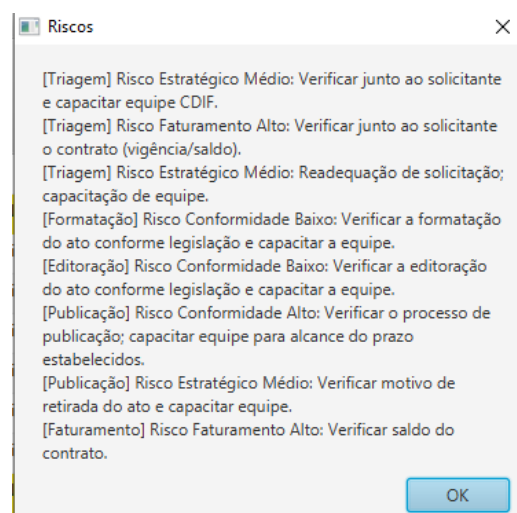 Riscos
[Triagem] Risco Estratégico Médio: Verificar junto ao solicitante
e capacitar equipe CDIF.
[Triagem] Risco Faturamento Alto: Verificar junto ao solicitante
o contrato (vigência/saldo).
[Triagem] Risco Estratégico Médio: Readequação de solicitação;
capacitação de equipe.
[Formatação] Risco Conformidade Baixo: Verificar a formatação
do ato conforme legislação e capacitar a equipe.
[Editoração] Risco Conformidade Baixo: Verificar a editoração
do ato conforme legislação e capacitar a equipe.
[Publicação] Risco Conformidade Alto: Verificar o processo de
publicação; capacitar equipe para alcance do prazo
estabelecidos.
[Publicação] Risco Estratégico Médio: Verificar motivo de
retirada do ato e capacitar equipe.
[Faturamento] Risco Faturamento Alto: Verificar saldo do
contrato.
OK